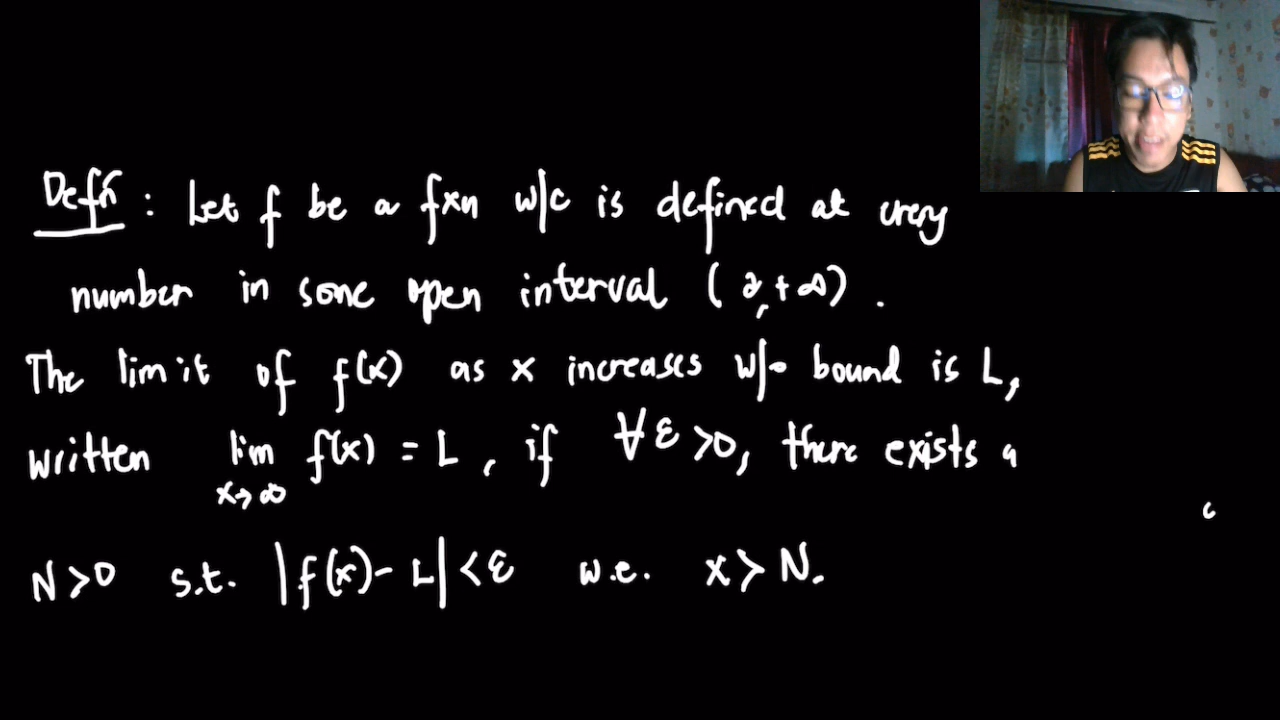 Defn: Let f be a fxn w/c is defined at every
number in some open interval (a, +∞).
The limit of f(x) as x increases w/o bound is L,
written lim f(x) = L, if ∀ε>0, there exists a
x→∞
N>0 s.t. |f(x)-L|<ε w.e. x>N.